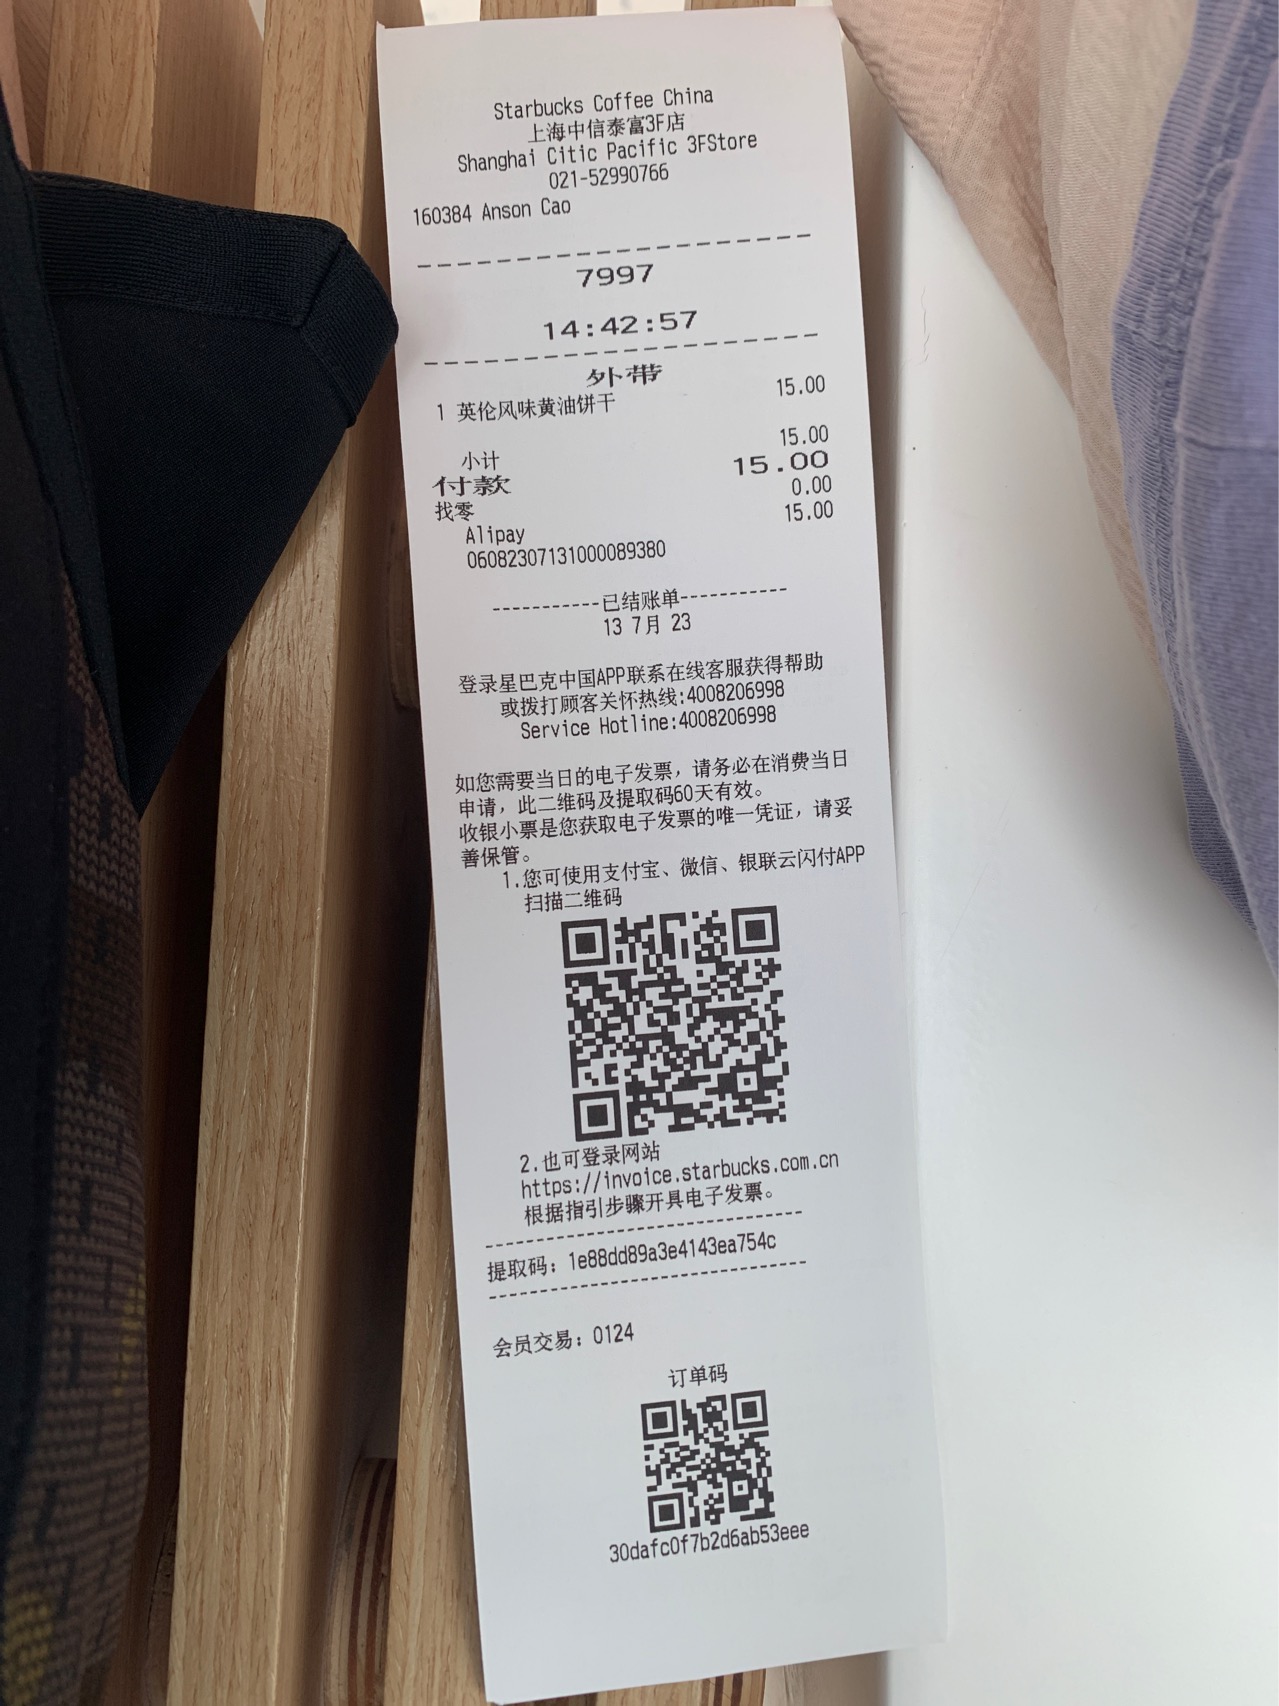 Starbucks Coffee China
上海中信泰富3F店
Shanghai Citic Pacific 3FStore
021-52990766
160384 Anson Cao
7997
14:42:57
外带
1 英伦风味黄油饼干 15.00
小计 15.00
付款 15.00
找零 0.00
Alipay 15.00
06082307131000089380
-----------已结账单-----------
13 7月 23
登录星巴克中国APP联系在线客服获得帮助
或拨打顾客关怀热线:4008206998
Service Hotline:4008206998
如您需要当日的电子发票，请务必在消费当日
申请，此二维码及提取码60天有效。
收银小票是您获取电子发票的唯一凭证，请妥
善保管。
1.您可使用支付宝、微信、银联云闪付APP
扫描二维码
2.也可登录网站
https://invoice.starbucks.com.cn
根据指引步骤开具电子发票。
提取码：1e88dd89a3e4143ea754c
会员交易：0124
订单码
30dafc0f7b2d6ab53eee